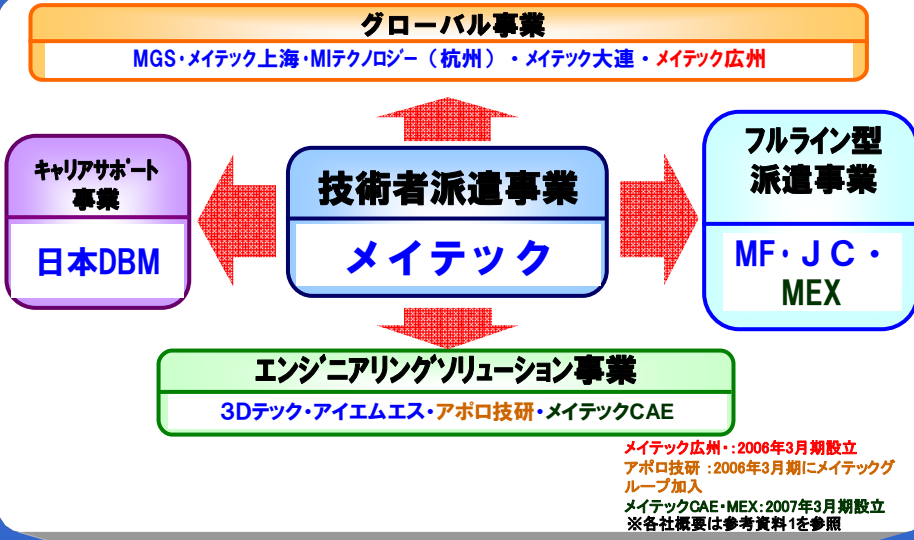 グローバル事業
MGS・メイテック上海・MIテクノロジー（杭州）・メイテック大連・メイテック広州
キャリアサポート
事業
日本DBM
技術者派遣事業
メイテック
フルライン型
派遣事業
MF・ＪＣ・
MEX
エンジニアリングソリューション事業
3Dテック・アイエムエス・アポロ技研・メイテックCAE
メイテック広州・：2006年3月期設立
アポロ技研：2006年3月期にメイテックグ
ループ加入
メイテックCAE・MEX：2007年3月期設立
※各社概要は参考資料1を参照